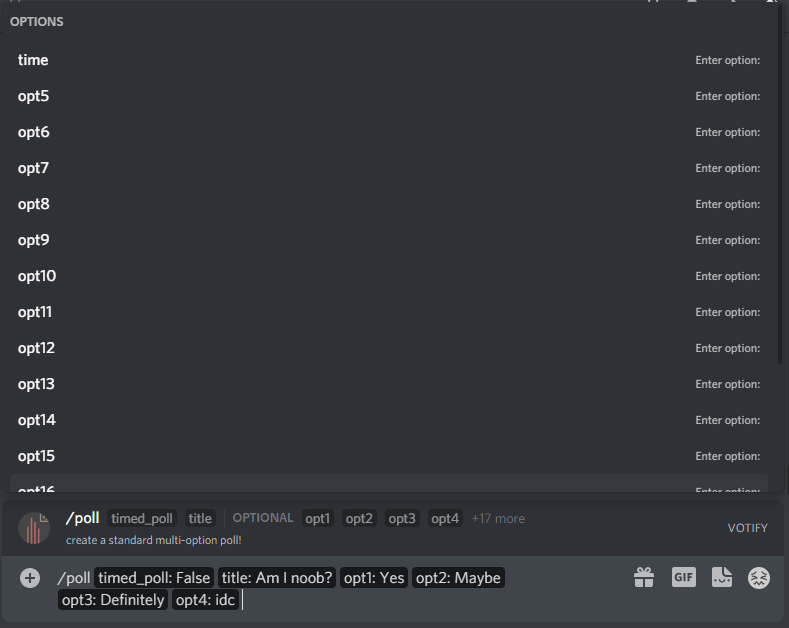 OPTIONS
time Enter option:
opt5 Enter option:
opt6 Enter option:
opt7 Enter option:
opt8 Enter option:
opt9 Enter option:
opt10 Enter option:
opt11 Enter option:
opt12 Enter option:
opt13 Enter option:
opt14 Enter option:
opt15 Enter option:
opt16 Enter option:
/poll timed_poll title OPTIONAL opt1 opt2 opt3 opt4 +17 more
create a standard multi-option poll!
VOTIFY
/poll timed_poll: False title: Am I noob? opt1: Yes opt2: Maybe
opt3: Definitely opt4: idc
GIF